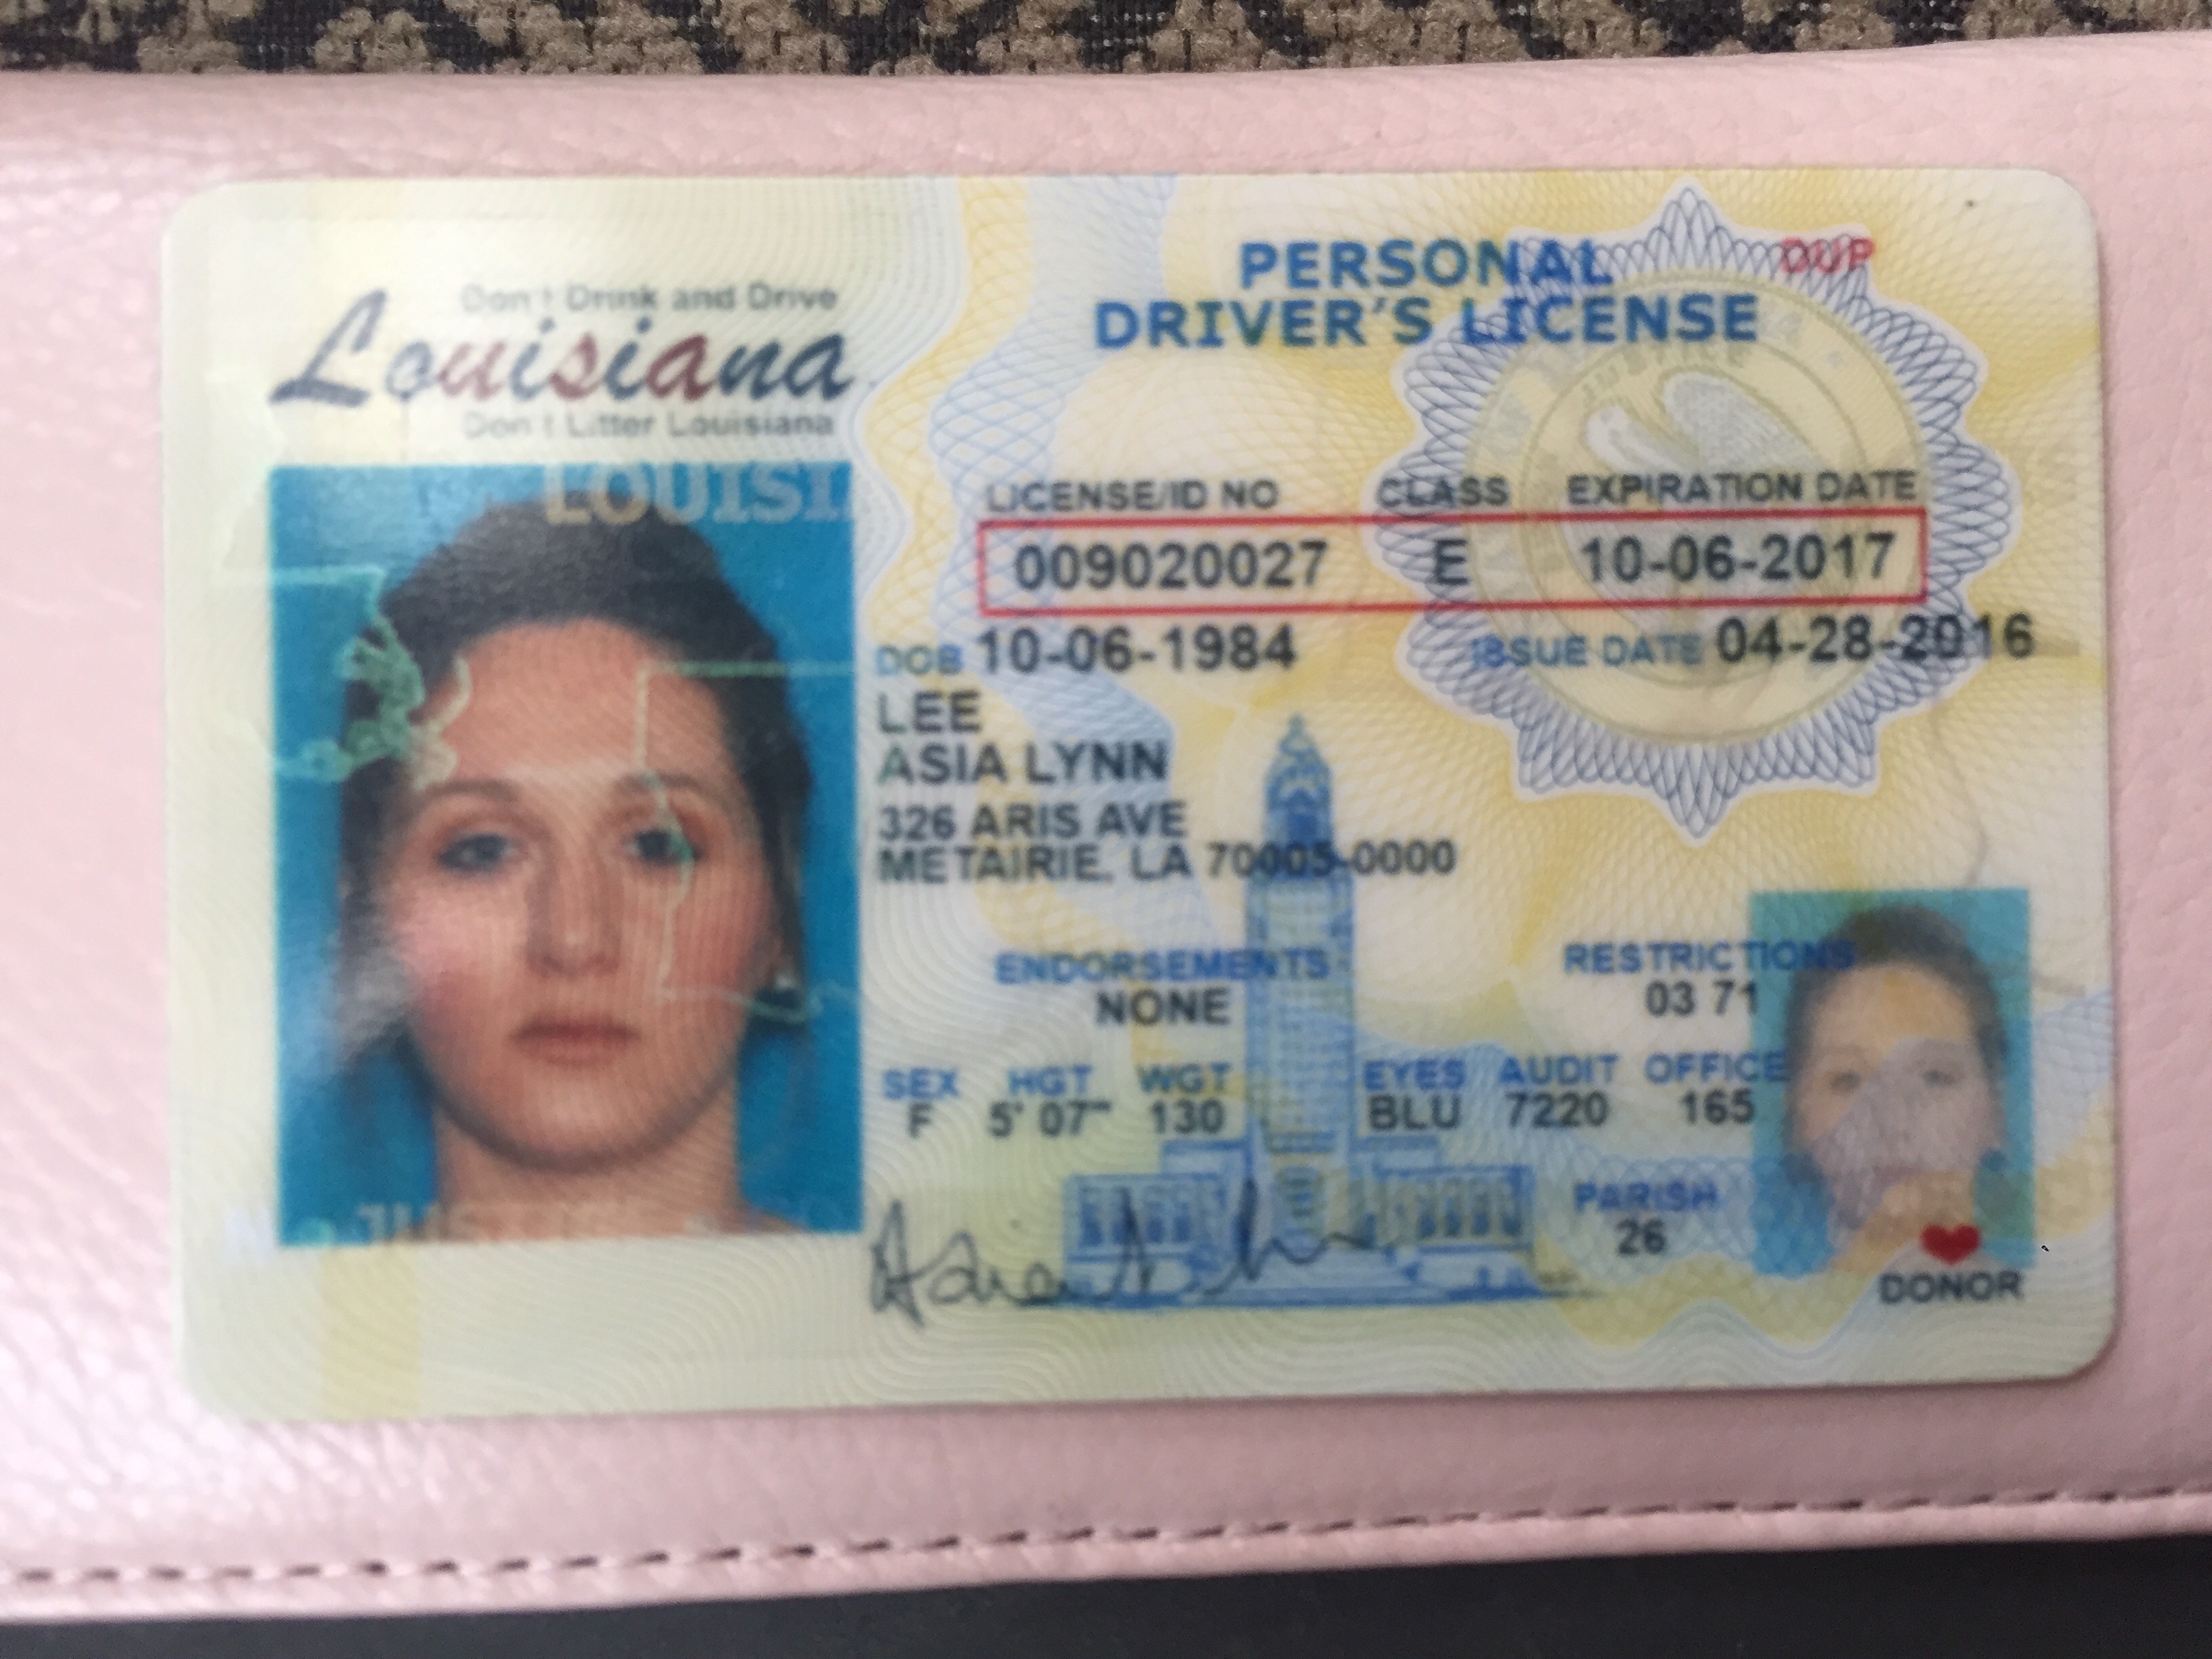 Don't Drink and Drive
Louisiana
Don't Litter Louisiana
PERSONAL
DRIVER'S LICENSE
DUP
LOUISI
LICENSE/ID NO CLASS EXPIRATION DATE
009020027 E 10-06-2017
DOB 10-06-1984 ISSUE DATE 04-28-2016
LEE
ASIA LYNN
326 ARIS AVE
METAIRIE, LA 70005-0000
ENDORSEMENTS RESTRICTIONS
NONE 03 71
SEX HGT WGT EYES AUDIT OFFICE
F 5' 07" 130 BLU 7220 165
PARISH
26
DONOR
JUSTICE